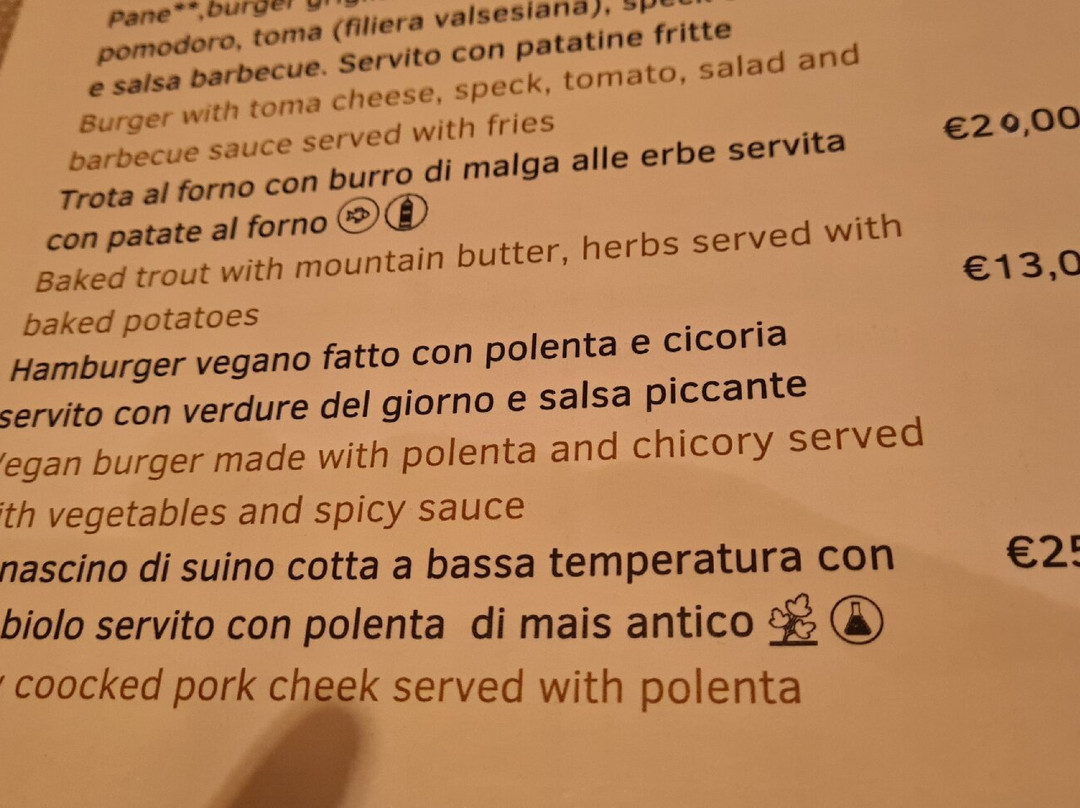 Pane**,burger
pomodoro, toma (filiera valsesiana),
e salsa barbecue. Servito con patatine fritte
Burger with toma cheese, speck, tomato, salad and
barbecue sauce served with fries
Trota al forno con burro di malga alle erbe servita €20,00
con patate al forno
Baked trout with mountain butter, herbs served with
baked potatoes
Hamburger vegano fatto con polenta e cicoria €13,0
servito con verdure del giorno e salsa piccante
Vegan burger made with polenta and chicory served
ith vegetables and spicy sauce
nascino di suino cotta a bassa temperatura con €25
biolo servito con polenta di mais antico
coocked pork cheek served with polenta